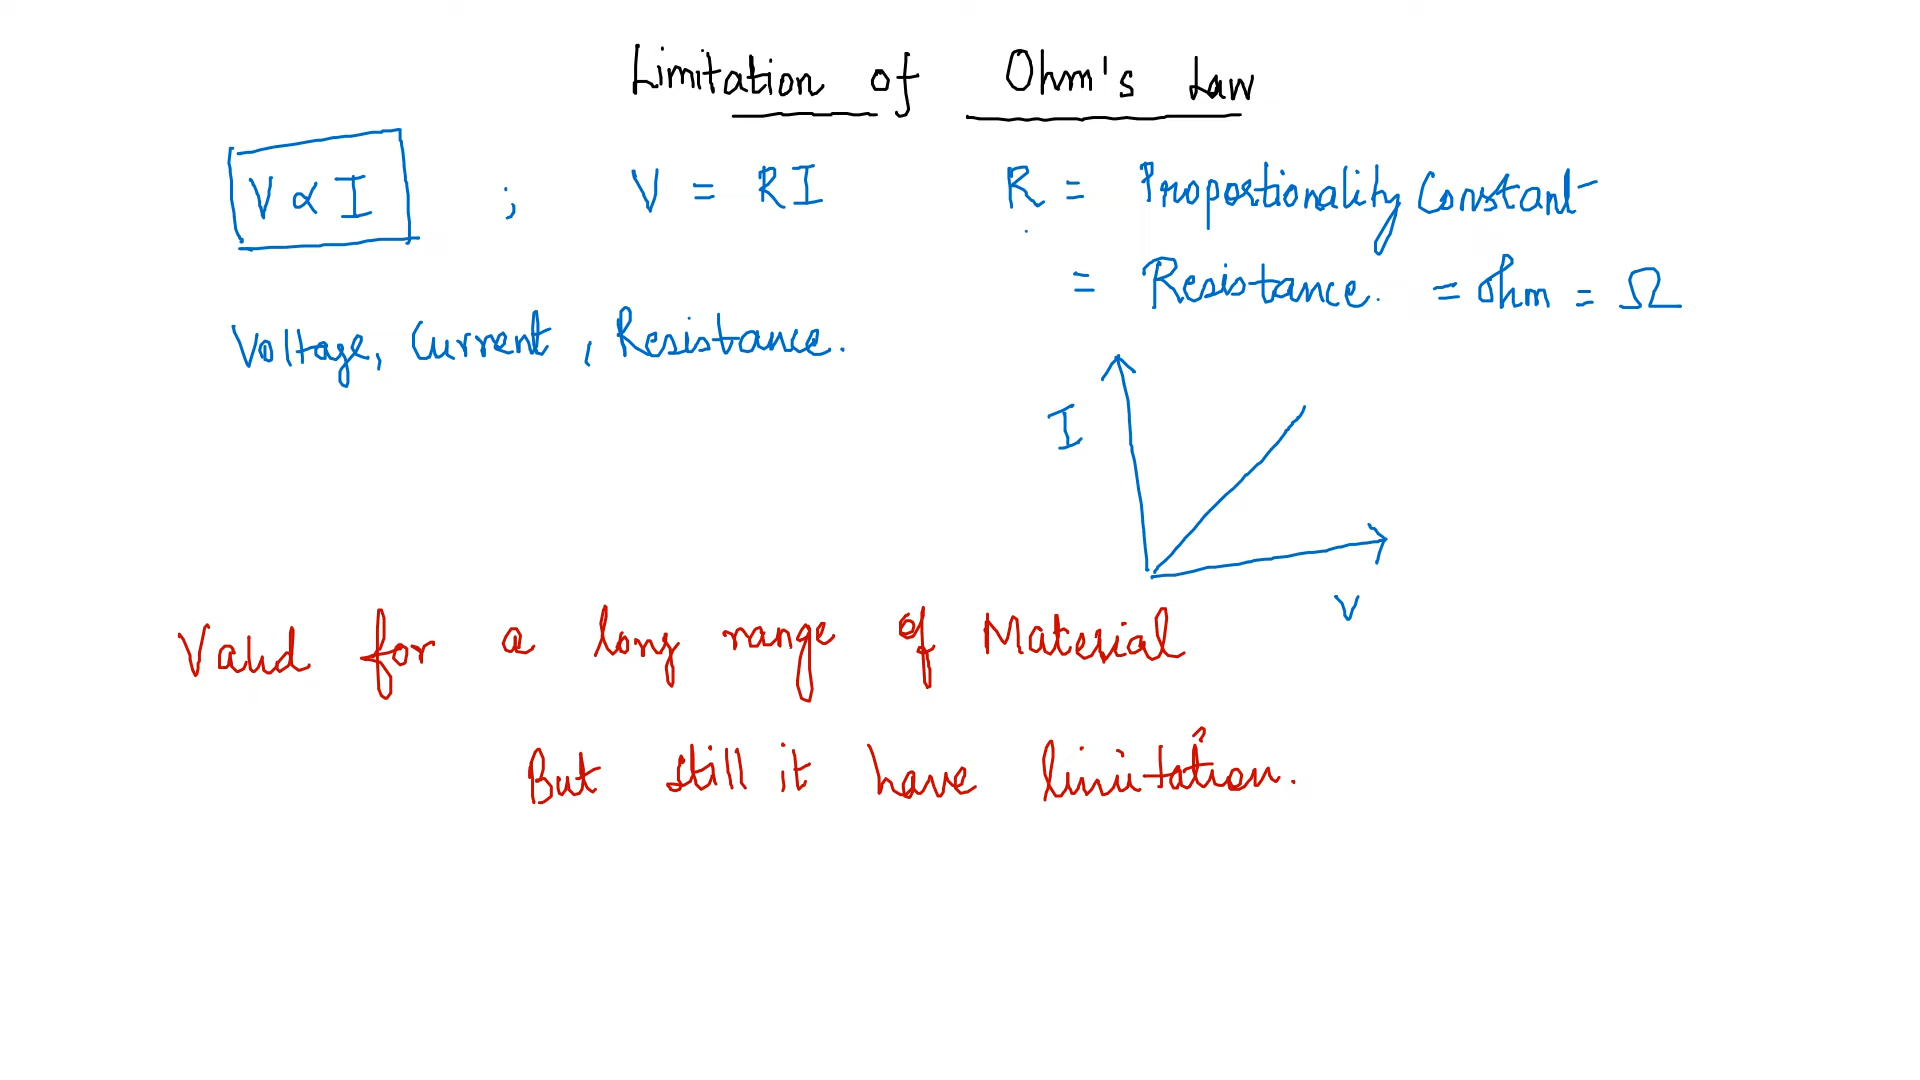 Limitation of Ohm's Law
V ∝ I ; V = RI R = Proportionality Constant
= Resistance. = Ohm = Ω
Voltage, Current, Resistance.
I
V
Valid for a long range of Material
But still it have limitation.